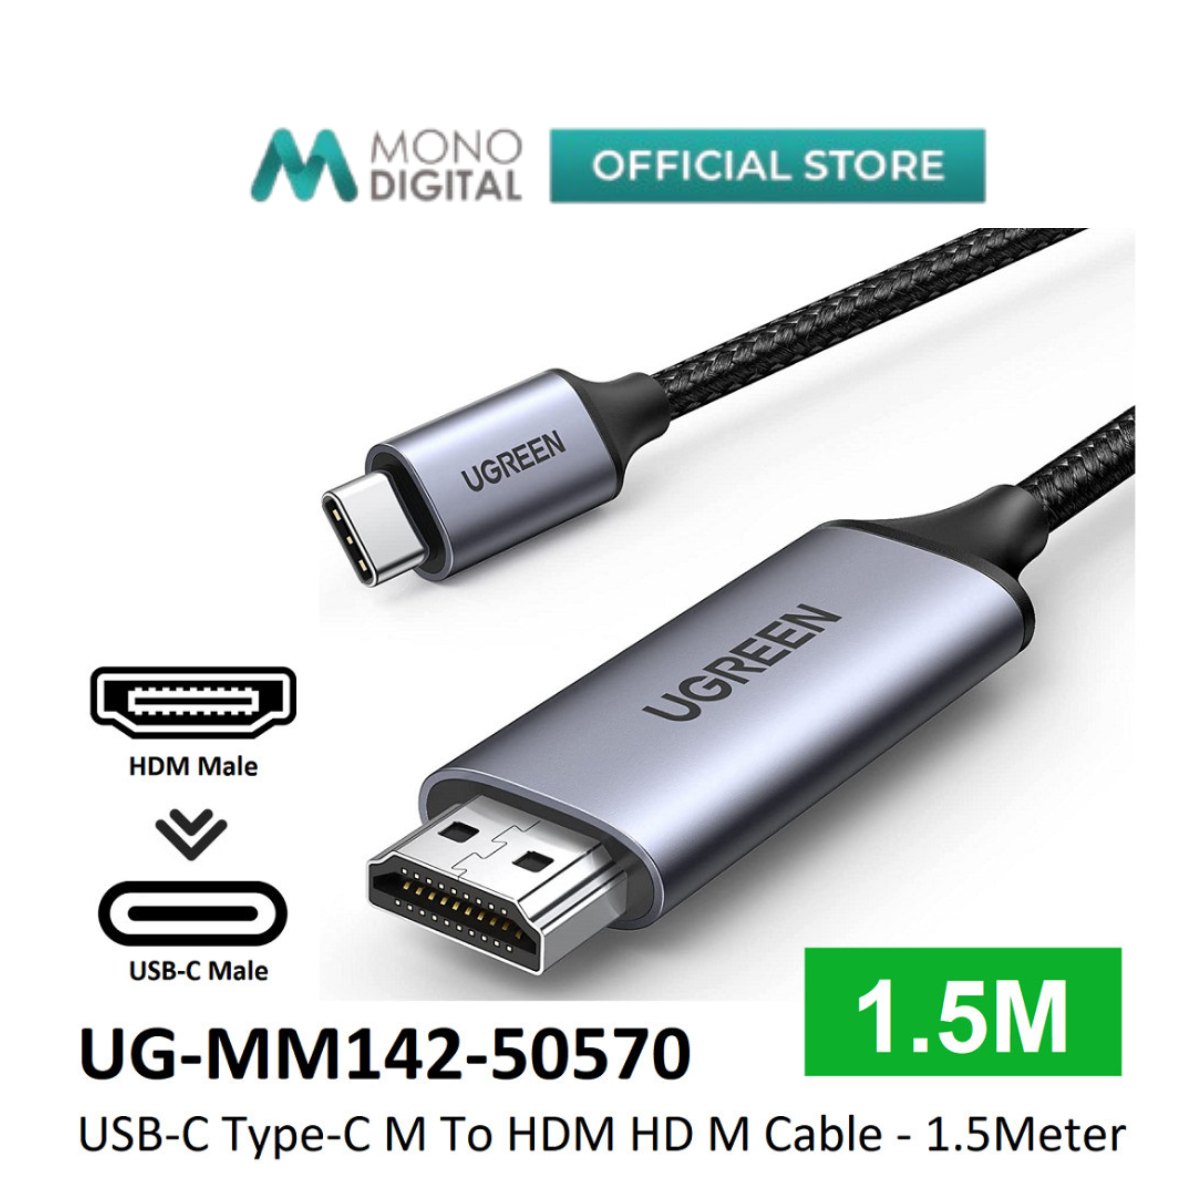 MONO
DIGITAL
OFFICIAL STORE
UGREEN
UGREEN
HDM Male
USB-C Male
1.5M
UG-MM142-50570
USB-C Type-C M To HDM HD M Cable - 1.5Meter